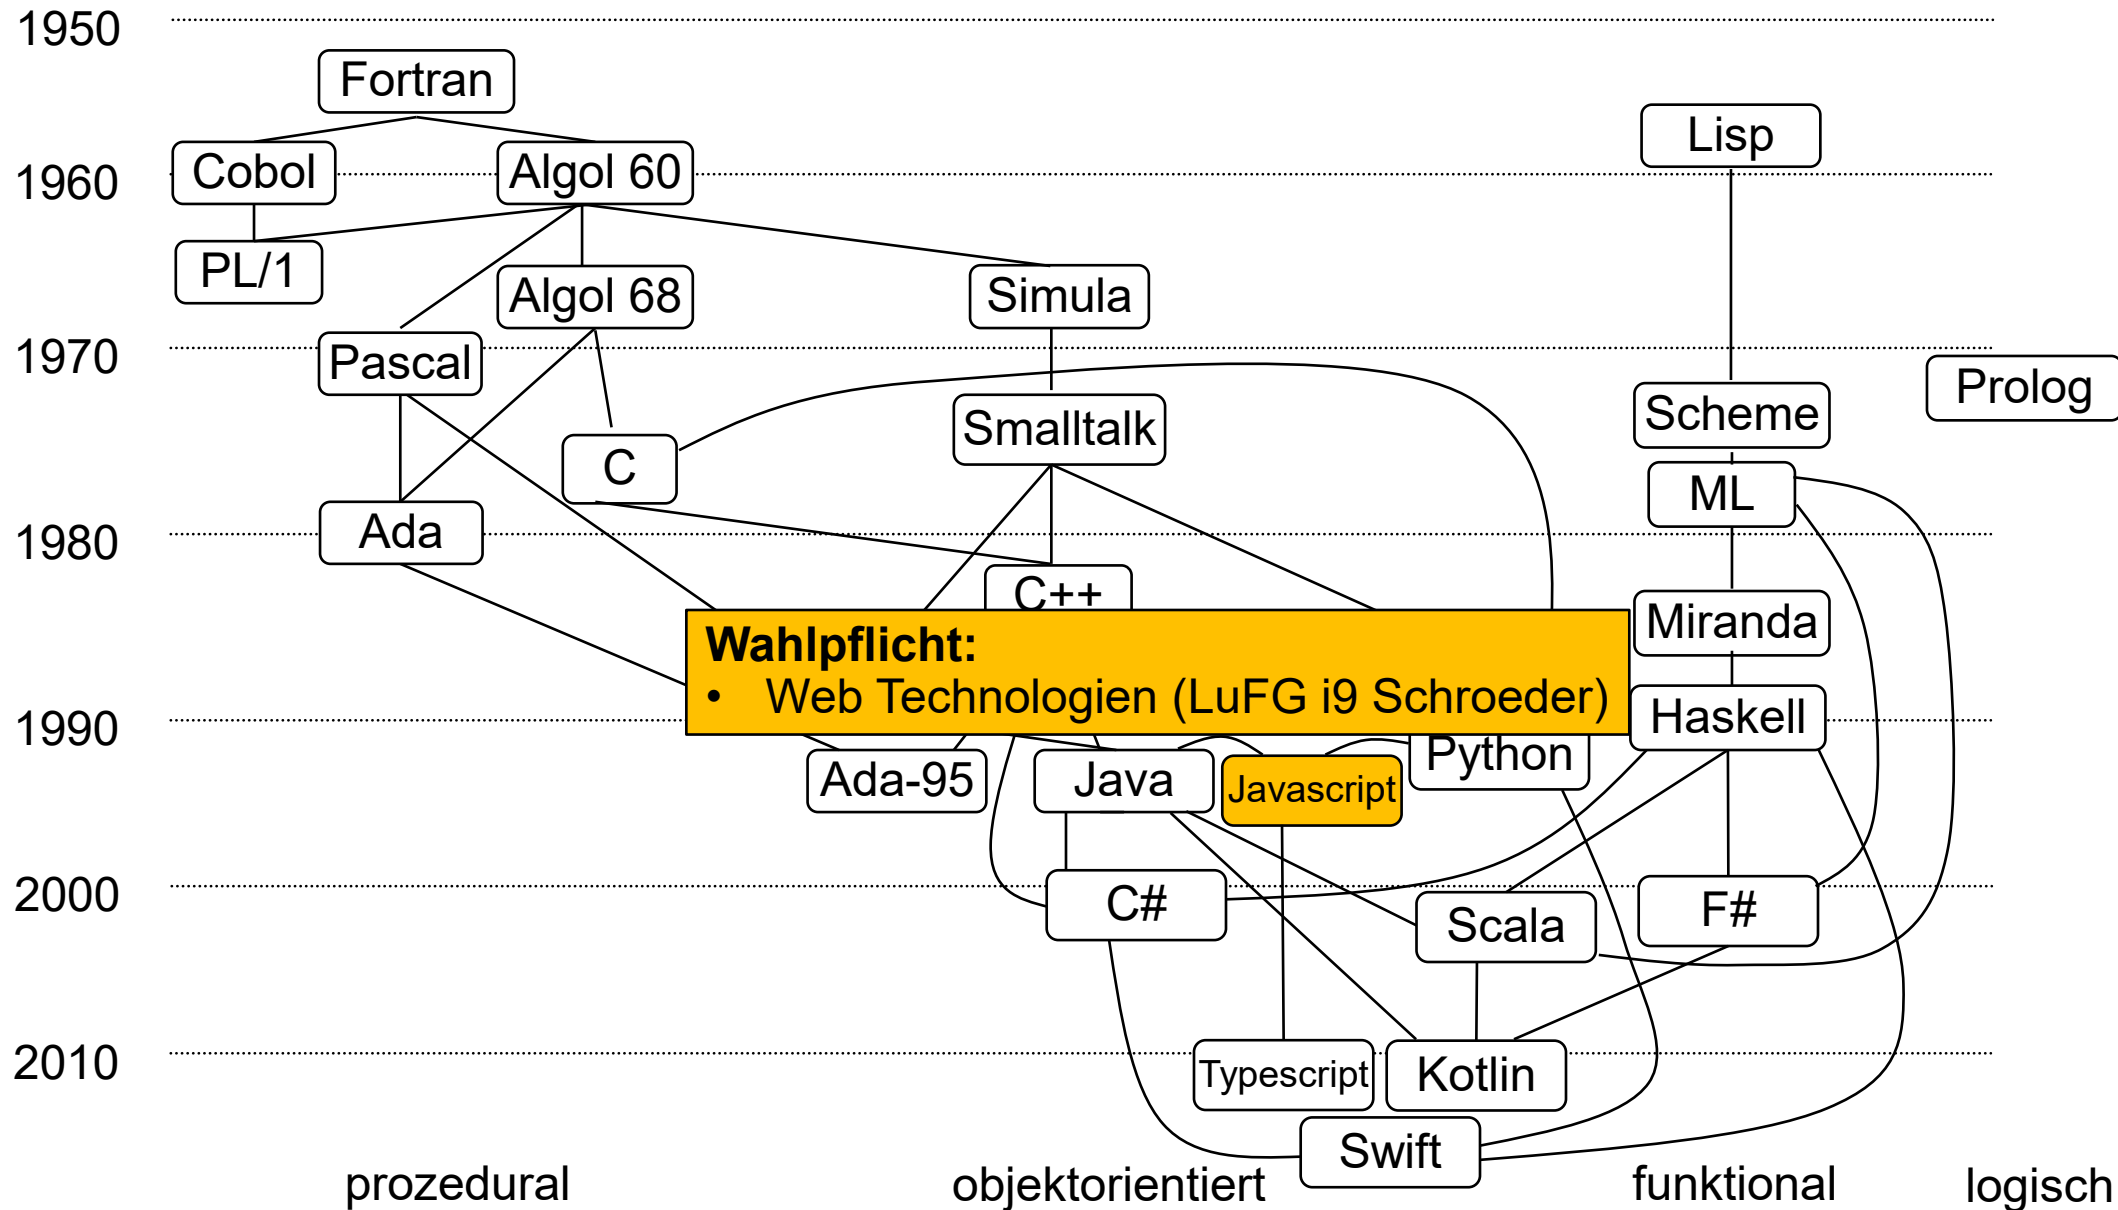 1950
Fortran
Lisp
Cobol
Algol 60
1960
PL/1
Algol 68
Simula
1970
Pascal
Prolog
Scheme
Smalltalk
C
ML
Ada
1980
C++
Miranda
Wahlpflicht:
• Web Technologien (LuFG i9 Schroeder)
Haskell
1990
Python
Ada-95
Java
Javascript
2000
C#
F#
Scala
2010
Typescript
Kotlin
Swift
prozedural
objektorientiert
funktional
logisch